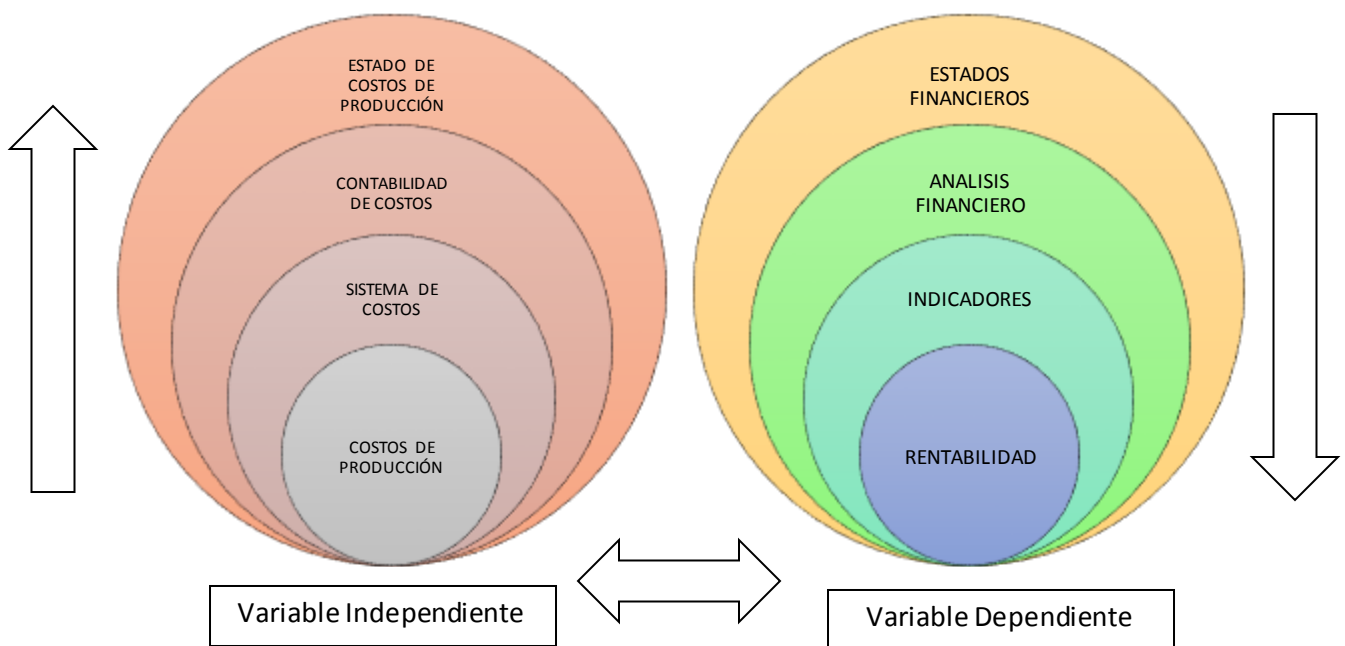 ESTADO DE
COSTOS DE
PRODUCCIÓN
CONTABILIDAD
DE COSTOS
SISTEMA DE
COSTOS
COSTOS DE
PRODUCCIÓN
Variable Independiente
ESTADOS
FINANCIEROS
ANALISIS
FINANCIERO
INDICADORES
RENTABILIDAD
Variable Dependiente